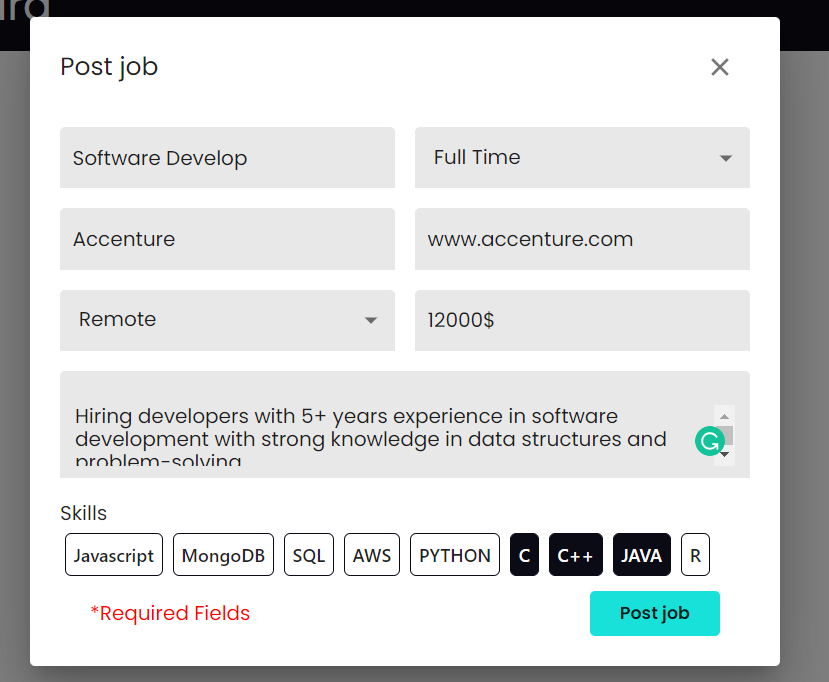 Post job
Software Develop
Full Time
Accenture
www.accenture.com
Remote
12000$
Hiring developers with 5+ years experience in software
development with strong knowledge in data structures and
problem-solving
Skills
Javascript MongoDB SQL AWS PYTHON C C++ JAVA R
*Required Fields
Post job